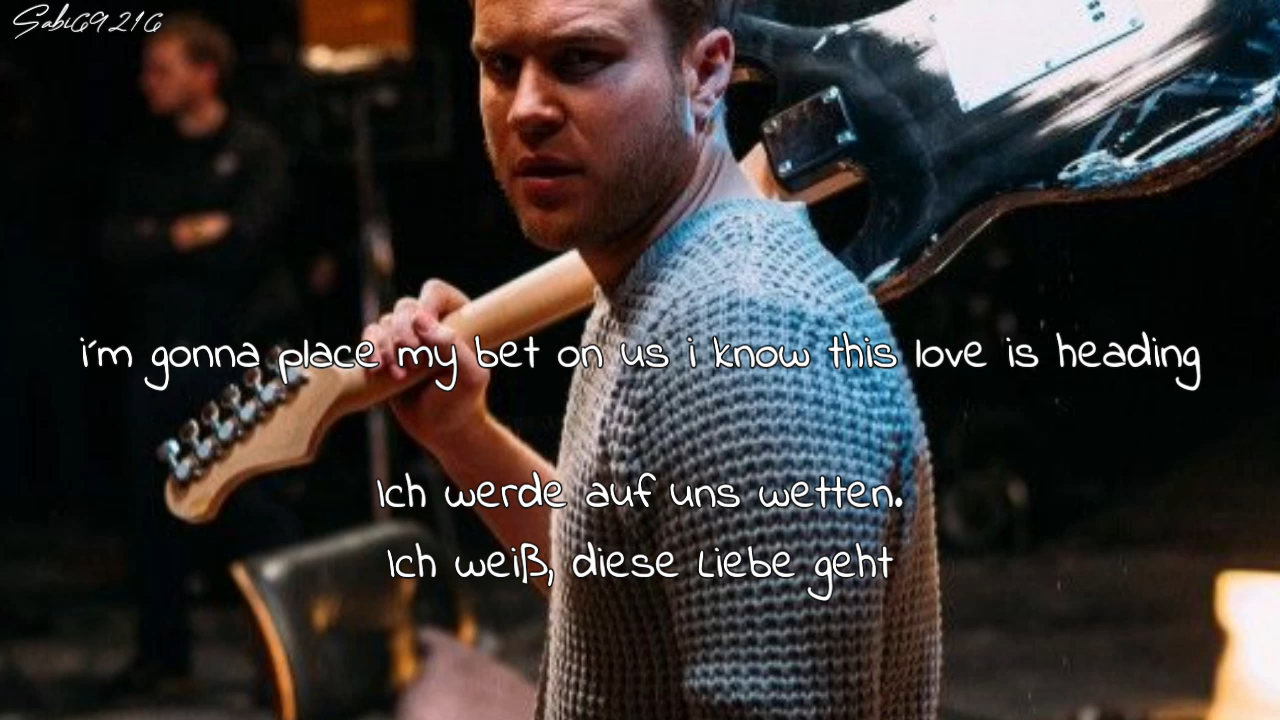 Sabi69216
i´m gonna place my bet on us i know this love is heading
Ich werde auf uns wetten.
Ich weiß, diese Liebe geht